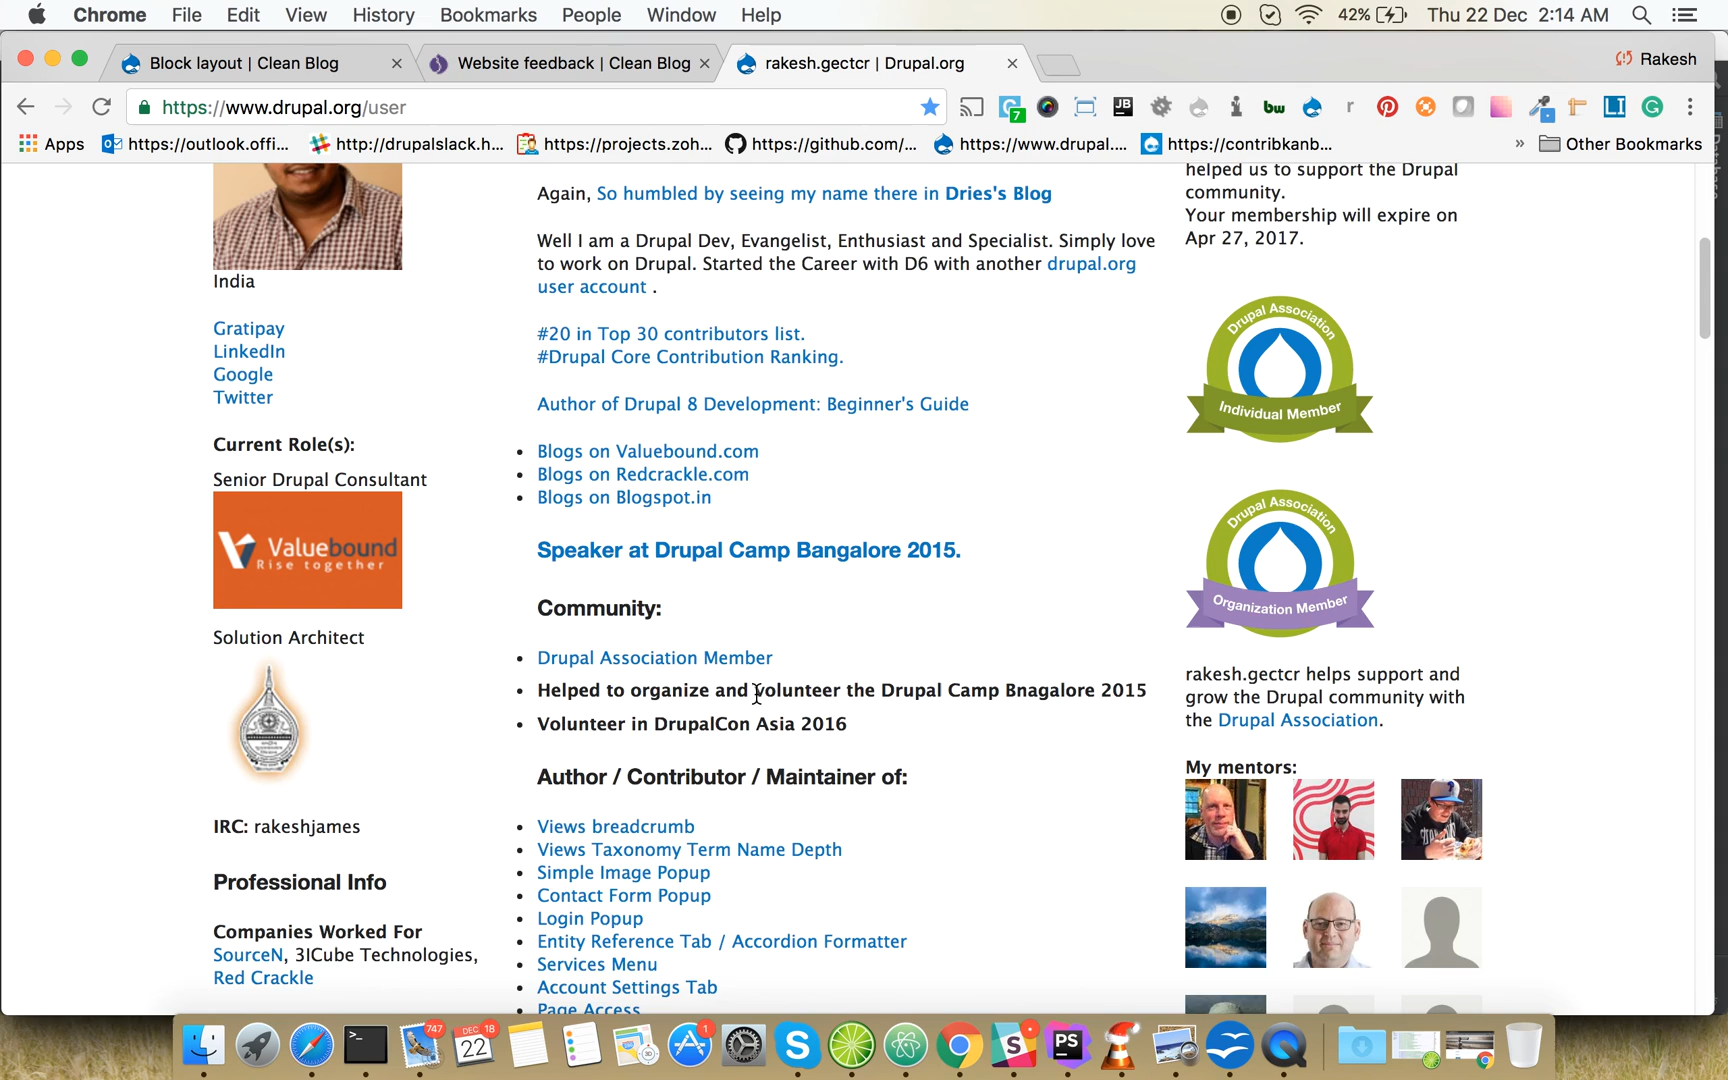 Chrome File Edit View History Bookmarks People Window Help 42% Thu 22 Dec 2:14 AM
Block layout | Clean Blog
Website feedback | Clean Blog
rakesh.gectcr | Drupal.org
Rakesh
https://www.drupal.org/user
7 JB bw r LI
Apps https://outlook.offi... http://drupalslack.h... https://projects.zoh... https://github.com/... https://www.drupal.... https://contribkanb... » Other Bookmarks
India
Gratipay
LinkedIn
Google
Twitter
Current Role(s):
Senior Drupal Consultant
Valuebound
Rise together
Solution Architect
IRC: rakeshjames
Professional Info
Companies Worked For
SourceN, 3ICube Technologies,
Red Crackle
Again, So humbled by seeing my name there in Dries's Blog
Well I am a Drupal Dev, Evangelist, Enthusiast and Specialist. Simply love
to work on Drupal. Started the Career with D6 with another drupal.org
user account .
#20 in Top 30 contributors list.
#Drupal Core Contribution Ranking.
Author of Drupal 8 Development: Beginner's Guide
• Blogs on Valuebound.com
• Blogs on Redcrackle.com
• Blogs on Blogspot.in
Speaker at Drupal Camp Bangalore 2015.
Community:
• Drupal Association Member
• Helped to organize and volunteer the Drupal Camp Bnagalore 2015
• Volunteer in DrupalCon Asia 2016
Author / Contributor / Maintainer of:
• Views breadcrumb
• Views Taxonomy Term Name Depth
• Simple Image Popup
• Contact Form Popup
• Login Popup
• Entity Reference Tab / Accordion Formatter
• Services Menu
• Account Settings Tab
• Page Access
helped us to support the Drupal
community.
Your membership will expire on
Apr 27, 2017.
Drupal Association
Individual Member
Drupal Association
Organization Member
rakesh.gectcr helps support and
grow the Drupal community with
the Drupal Association.
My mentors:
747
DEC 18
22
1
PS